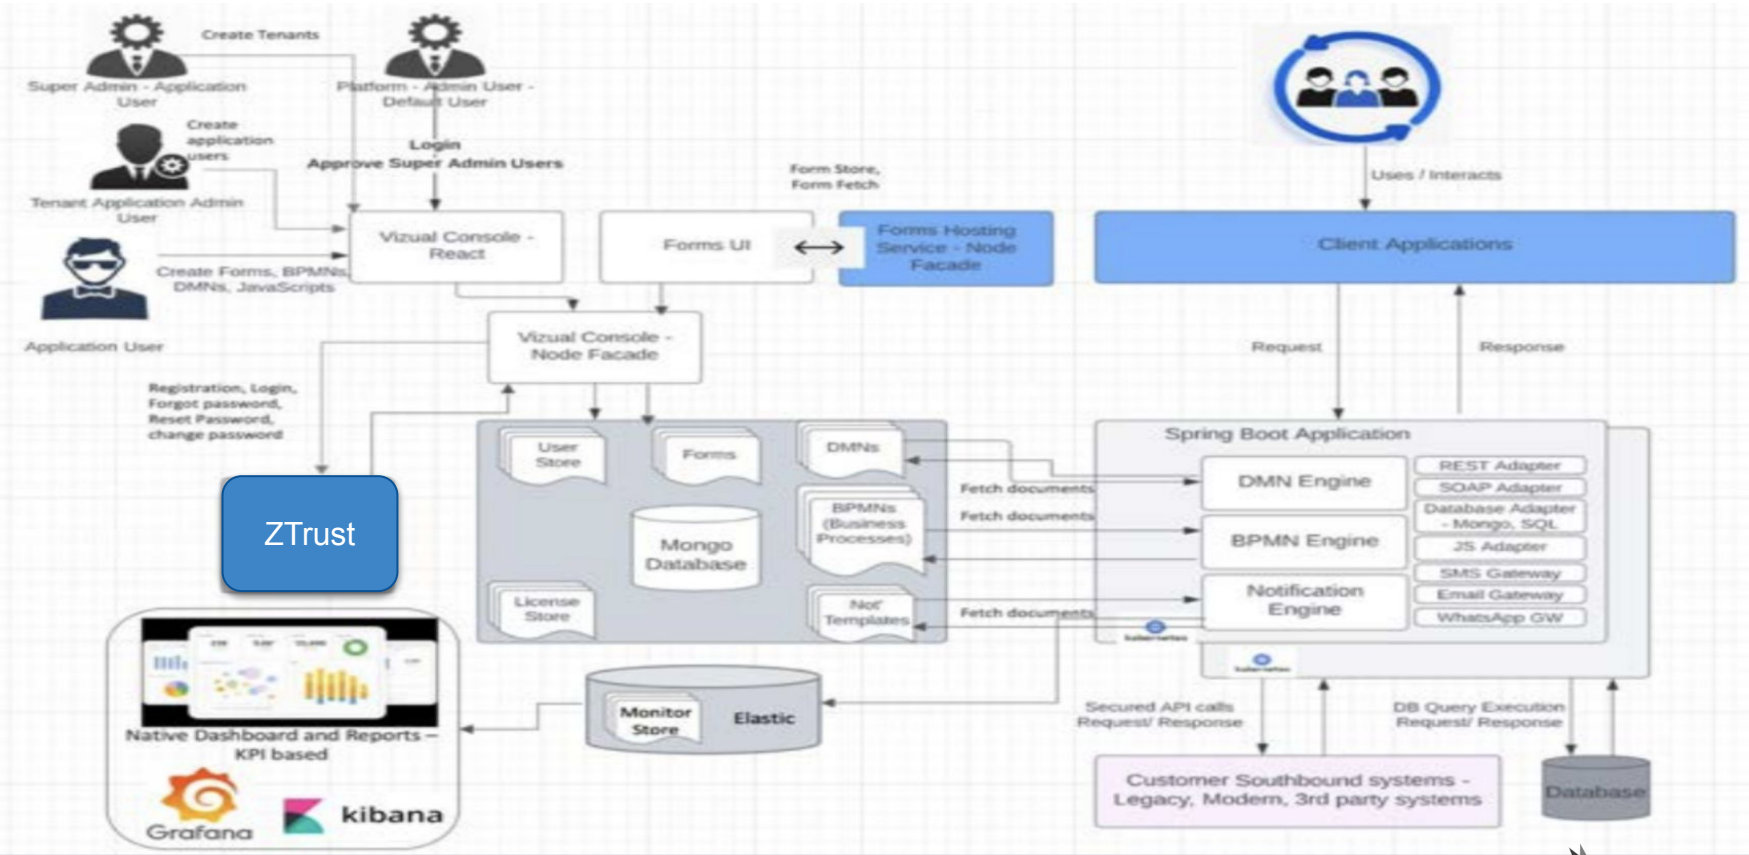 Create Tenants
Super Admin - Application
User
Platform - Admin User -
Default User
Create
application
users
Login
Approve Super Admin Users
Tenant Application Admin
User
Form Store,
Form Fetch
Uses / Interacts
Vizual Console -
React
Forms UI
Forms Hosting
Service - Node
Facade
Client Applications
Create Forms, BPMNs,
DMNs, JavaScripts
Application User
Vizual Console -
Node Facade
Request
Response
Registration, Login,
Forgot password,
Reset Password,
change password
ZTrust
User
Store
Forms
DMNs
BPMNs
(Business
Processes)
Mongo
Database
License
Store
Not'
Templates
Fetch documents
Fetch documents
Fetch documents
Spring Boot Application
DMN Engine
BPMN Engine
Notification
Engine
REST Adapter
SOAP Adapter
Database Adapter
- Mongo, SQL
JS Adapter
SMS Gateway
Email Gateway
WhatsApp GW
kubernetes
kubernetes
Monitor
Store
Elastic
Native Dashboard and Reports –
KPI based
Grafana
kibana
Secured API calls
Request/ Response
DB Query Execution
Request/ Response
Customer Southbound systems -
Legacy, Modern, 3rd party systems
Database